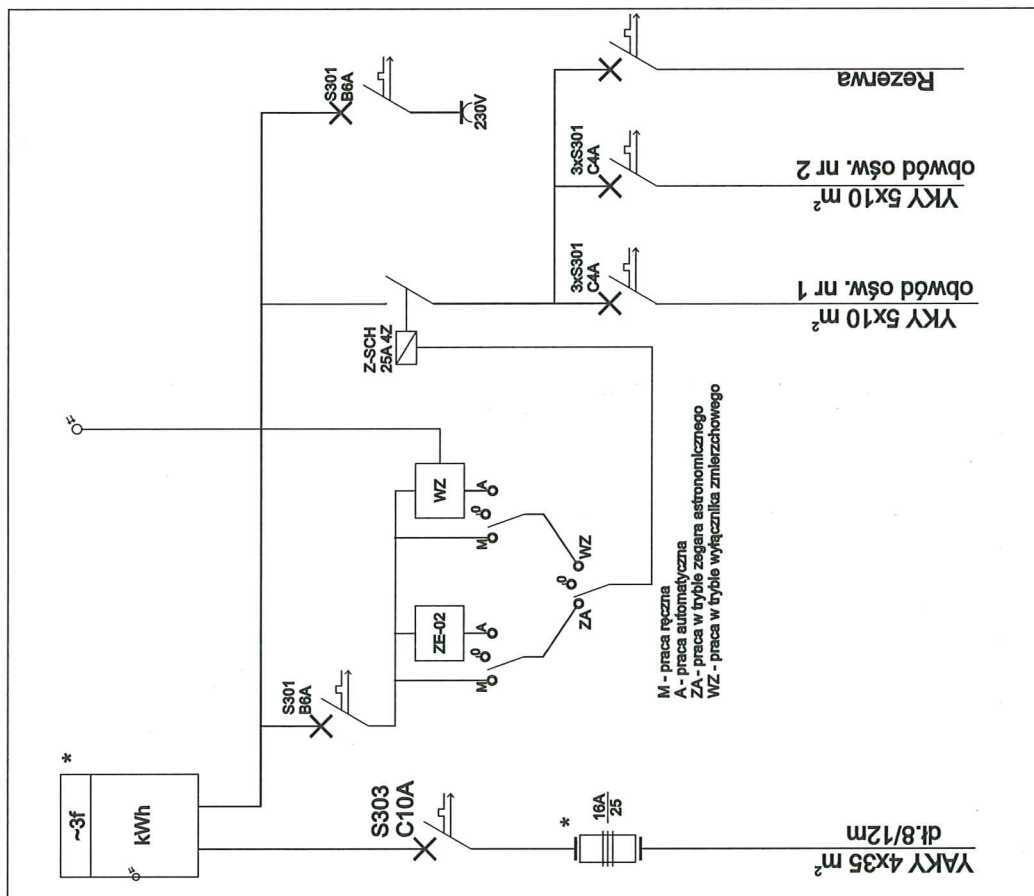 ~3f
*
kWh
S303
C10A
*
16A
25
YAKY 4x35 m²
dł.8/12m
S301
B6A
ZE-02
WZ
M
0
A
M
0
A
ZA
0
WZ
M - praca ręczna
A - praca automatyczna
ZA - praca w trybie zegara astronomicznego
WZ - praca w trybie wyłącznika zmierzchowego
Z-SCH
25A 4Z
S301
B6A
230V
3xS301
C4A
YKY 5x10 m²
obwód ośw. nr 1
3xS301
C4A
YKY 5x10 m²
obwód ośw. nr 2
Rezerwa